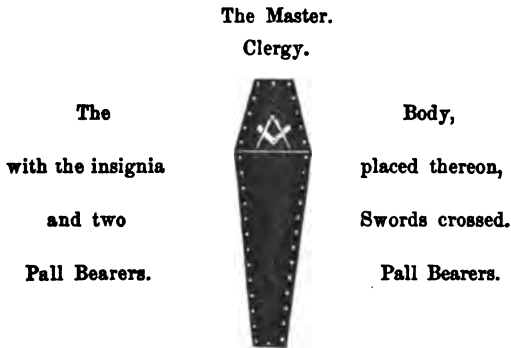 The Master.
Clergy.
The Body,
with the insignia placed thereon,
and two Swords crossed.
Pall Bearers. Pall Bearers.